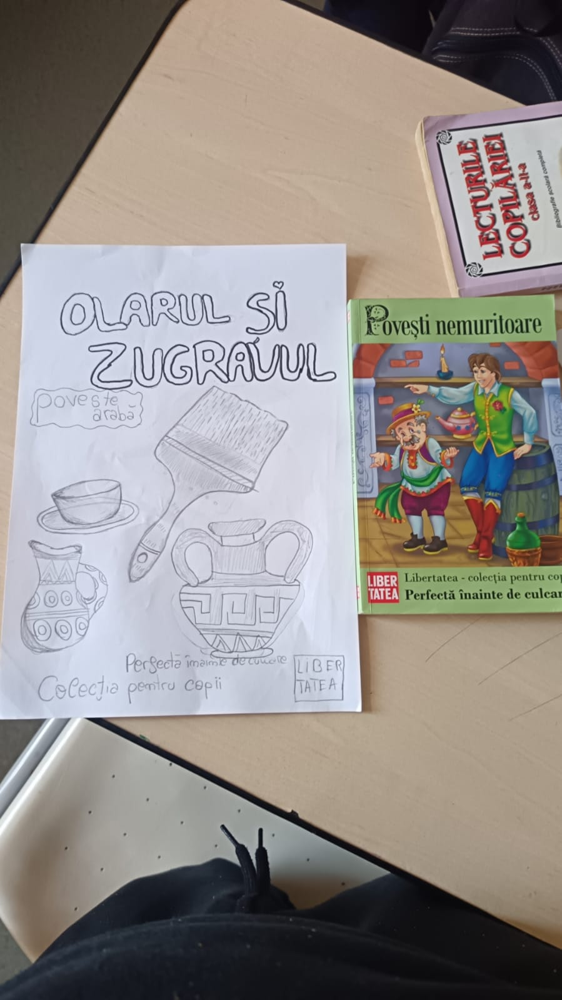 OLARUL ȘI
ZUGRAVUL
poveste
arabă
Perfectă înainte de culcare
Colecția pentru copii
LIBER
TATEA
Povești nemuritoare
LIBER
TATEA
Libertatea - colecția pentru cop
Perfectă înainte de culcar
LECTURILE
COPILĂRIEI
clasa a-II-a
Bibliografie școlară completă